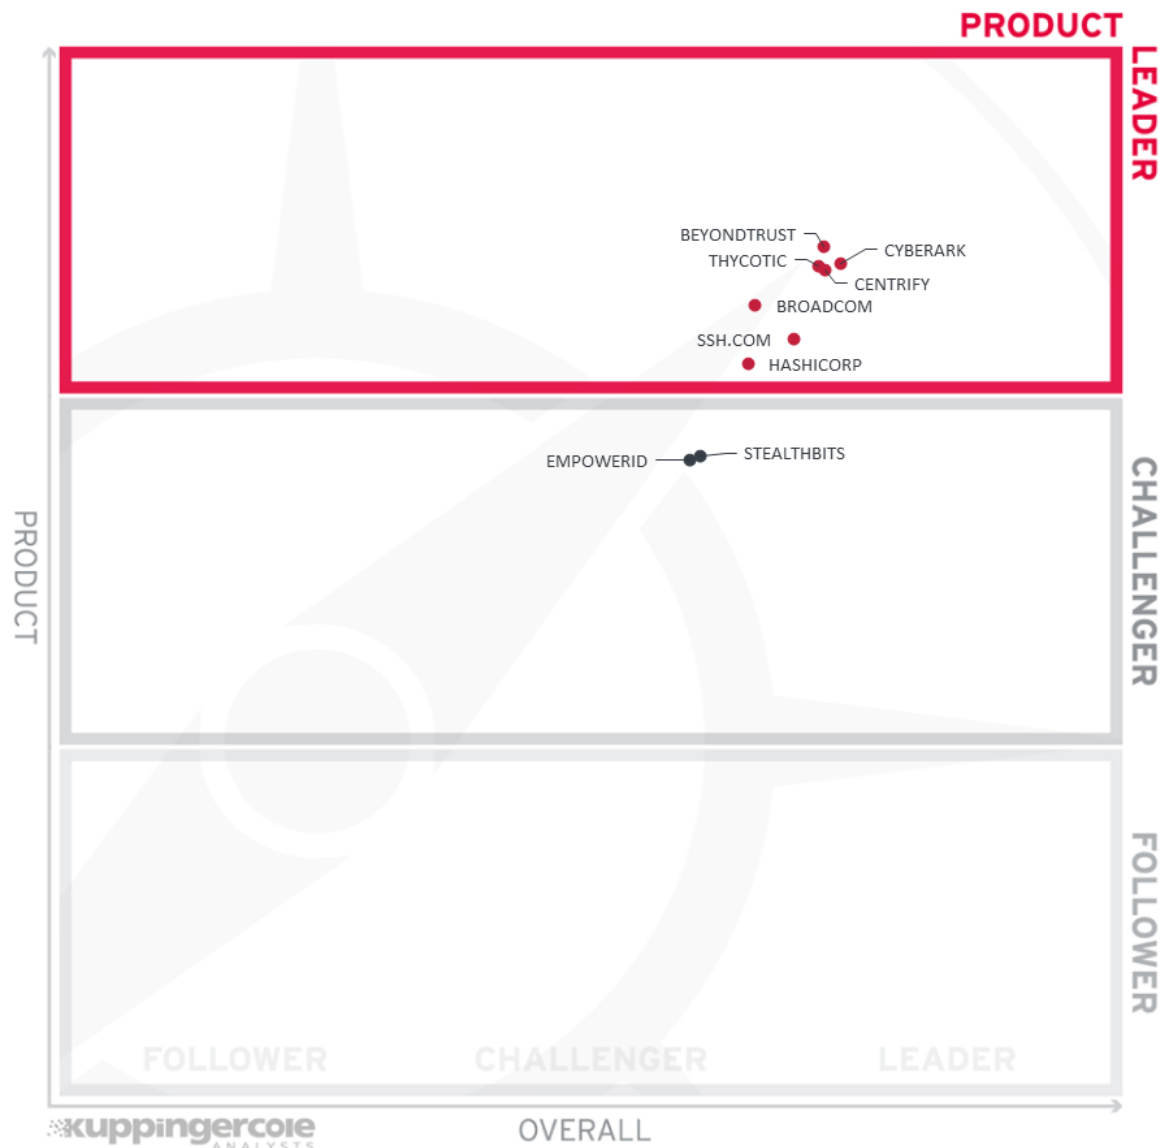 PRODUCT
LEADER
BEYONDTRUST
CYBERARK
THYCOTIC
CENTRIFY
BROADCOM
SSH.COM
HASHICORP
EMPOWERID
STEALTHBITS
CHALLENGER
PRODUCT
FOLLOWER
FOLLOWER CHALLENGER LEADER
kuppingercole
ANALYSTS
OVERALL